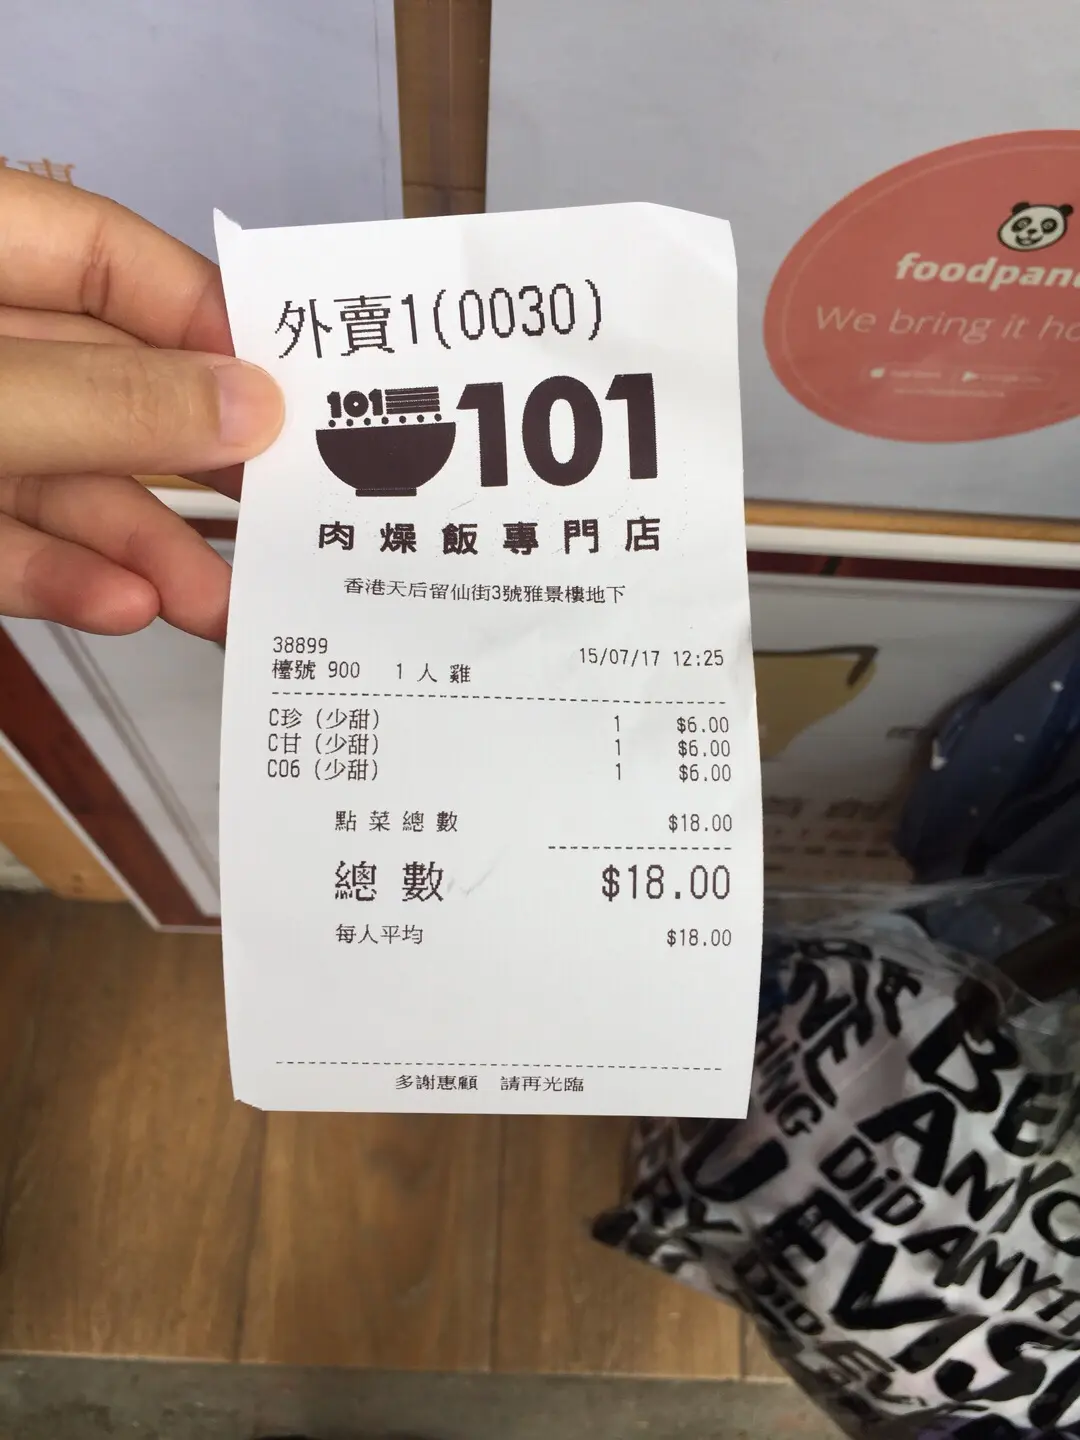 外賣1(0030)
101
101
肉燥飯專門店
香港天后留仙街3號雅景樓地下
38899
15/07/17 12:25
檯號 900 1 人 雞
C珍 (少甜) 1 $6.00
C甘 (少甜) 1 $6.00
C06 (少甜) 1 $6.00
點菜總數 $18.00
總數 $18.00
每人平均 $18.00
多謝惠顧 請再光臨
foodpan
We bring it ho
BE
ANYO
DID
ANYT